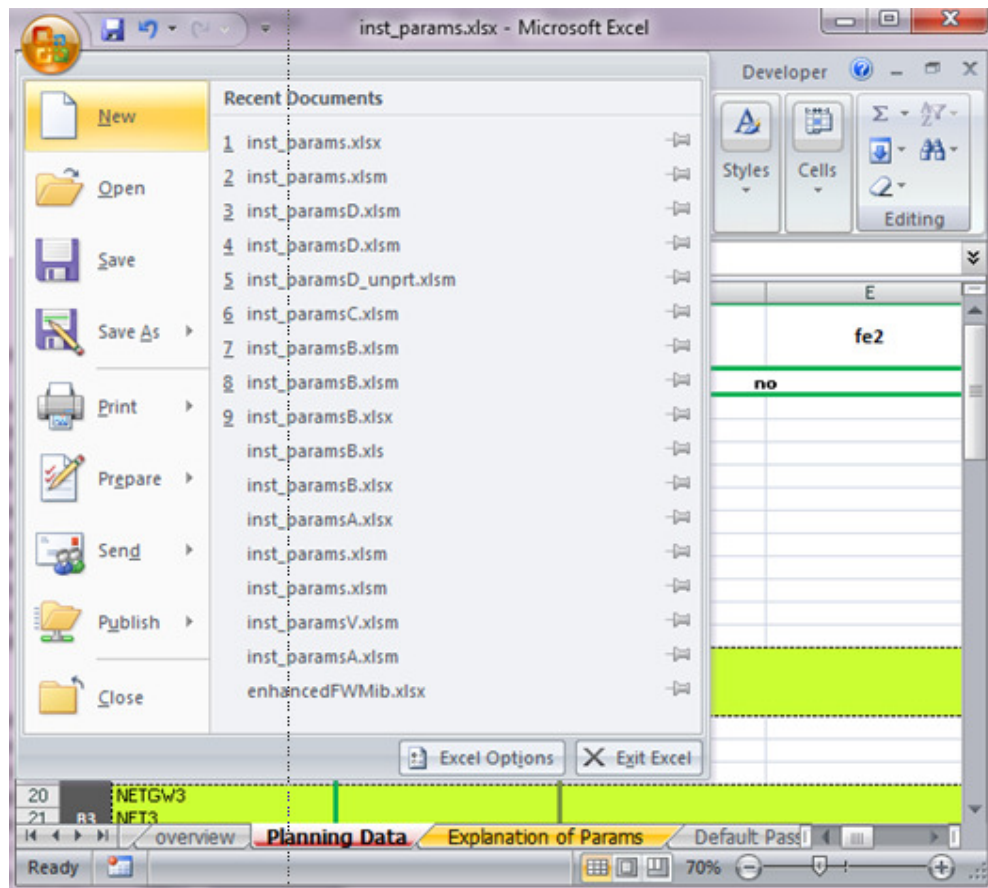 inst_params.xlsx - Microsoft Excel
Developer
New
Open
Save
Save As
Print
Prepare
Send
Publish
Close
Recent Documents
1 inst_params.xlsx
2 inst_params.xlsm
3 inst_paramsD.xlsm
4 inst_paramsD.xlsm
5 inst_paramsD_unprt.xlsm
6 inst_paramsC.xlsm
7 inst_paramsB.xlsm
8 inst_paramsB.xlsm
9 inst_paramsB.xlsx
inst_paramsB.xls
inst_paramsB.xlsx
inst_paramsA.xlsx
inst_params.xlsm
inst_params.xlsm
inst_paramsV.xlsm
inst_paramsA.xlsm
enhancedFWMib.xlsx
Excel Options
Exit Excel
Styles
Cells
Editing
E
fe2
no
20 NETGW3
21 B3 NET3
overview
Planning Data
Explanation of Params
Default Pass
Ready
70%